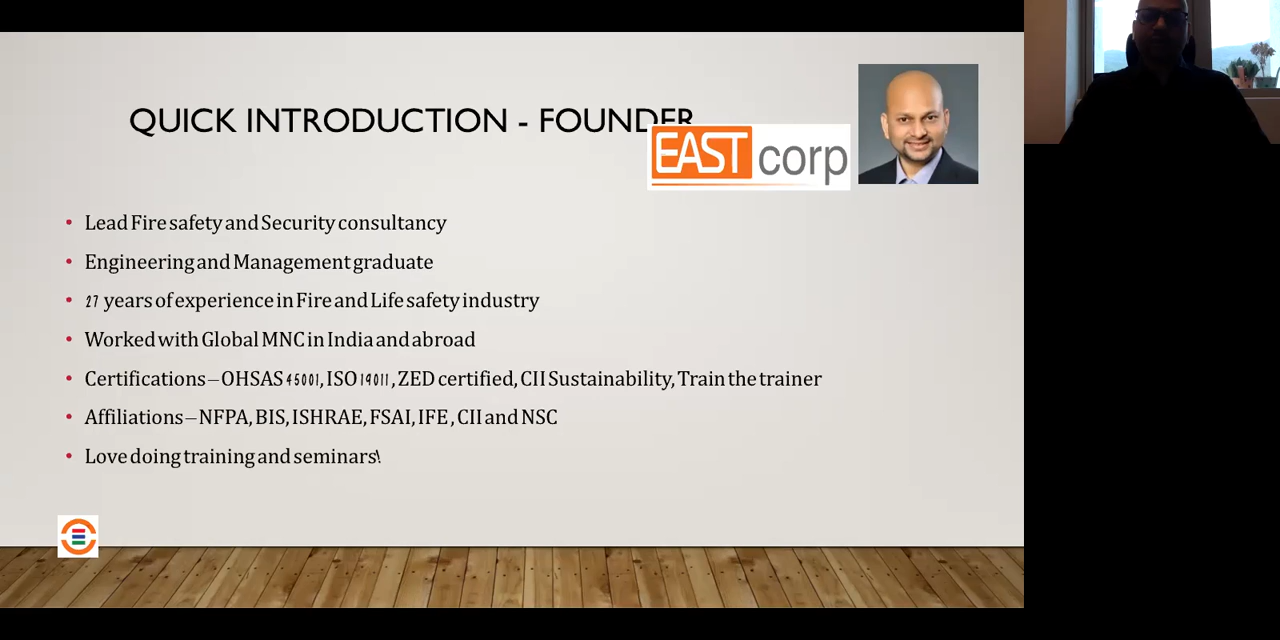 QUICK INTRODUCTION - FOUNDER
EAST corp
Lead Fire safety and Security consultancy
Engineering and Management graduate
27 years of experience in Fire and Life safety industry
Worked with Global MNC in India and abroad
Certifications – OHSAS 45001, ISO 19011, ZED certified, CII Sustainability, Train the trainer
Affiliations – NFPA, BIS, ISHRAE, FSAI, IFE , CII and NSC
Love doing training and seminars!